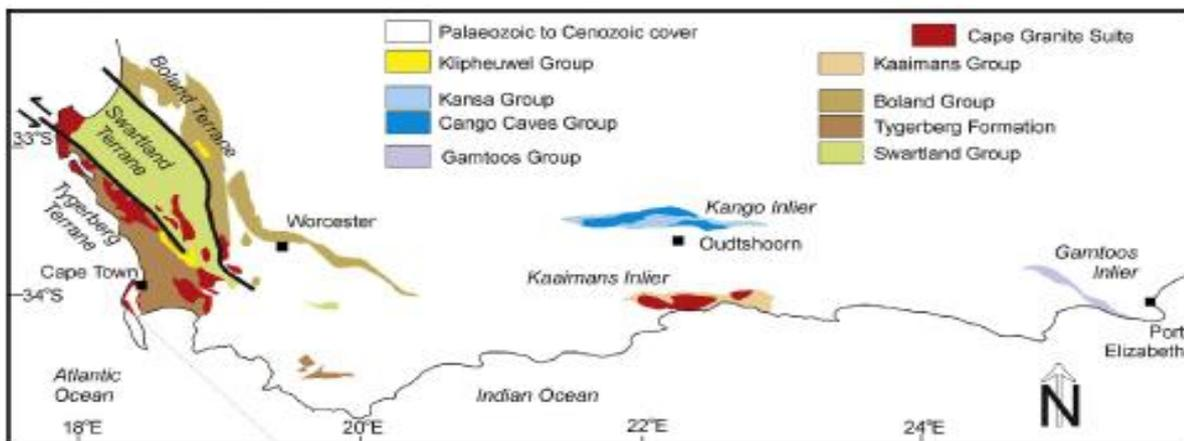 Palaeozoic to Cenozoic cover
Klipheuwel Group
Kansa Group
Cango Caves Group
Gamtoos Group
Cape Granite Suite
Kaaimans Group
Boland Group
Tygerberg Formation
Swartland Group
Boland Terrane
Swartland
Terrane
33°S
Tygerberg
Terrane
Worcester
Cape Town
34°S
Kango Inlier
Oudtshoorn
Kaaimans Inlier
Gamtoos
Inlier
Port
Elizabeth
Atlantic
Ocean
Indian Ocean
N
18°E
20°E
22°E
24°E